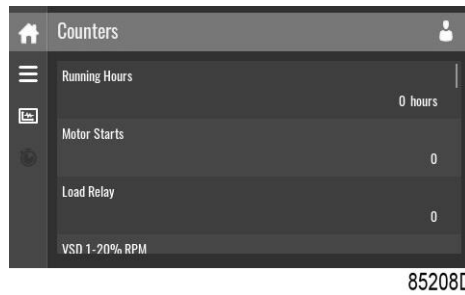 Counters
Running Hours
0 hours
Motor Starts
0
Load Relay
0
VSD 1-20% RPM
85208D